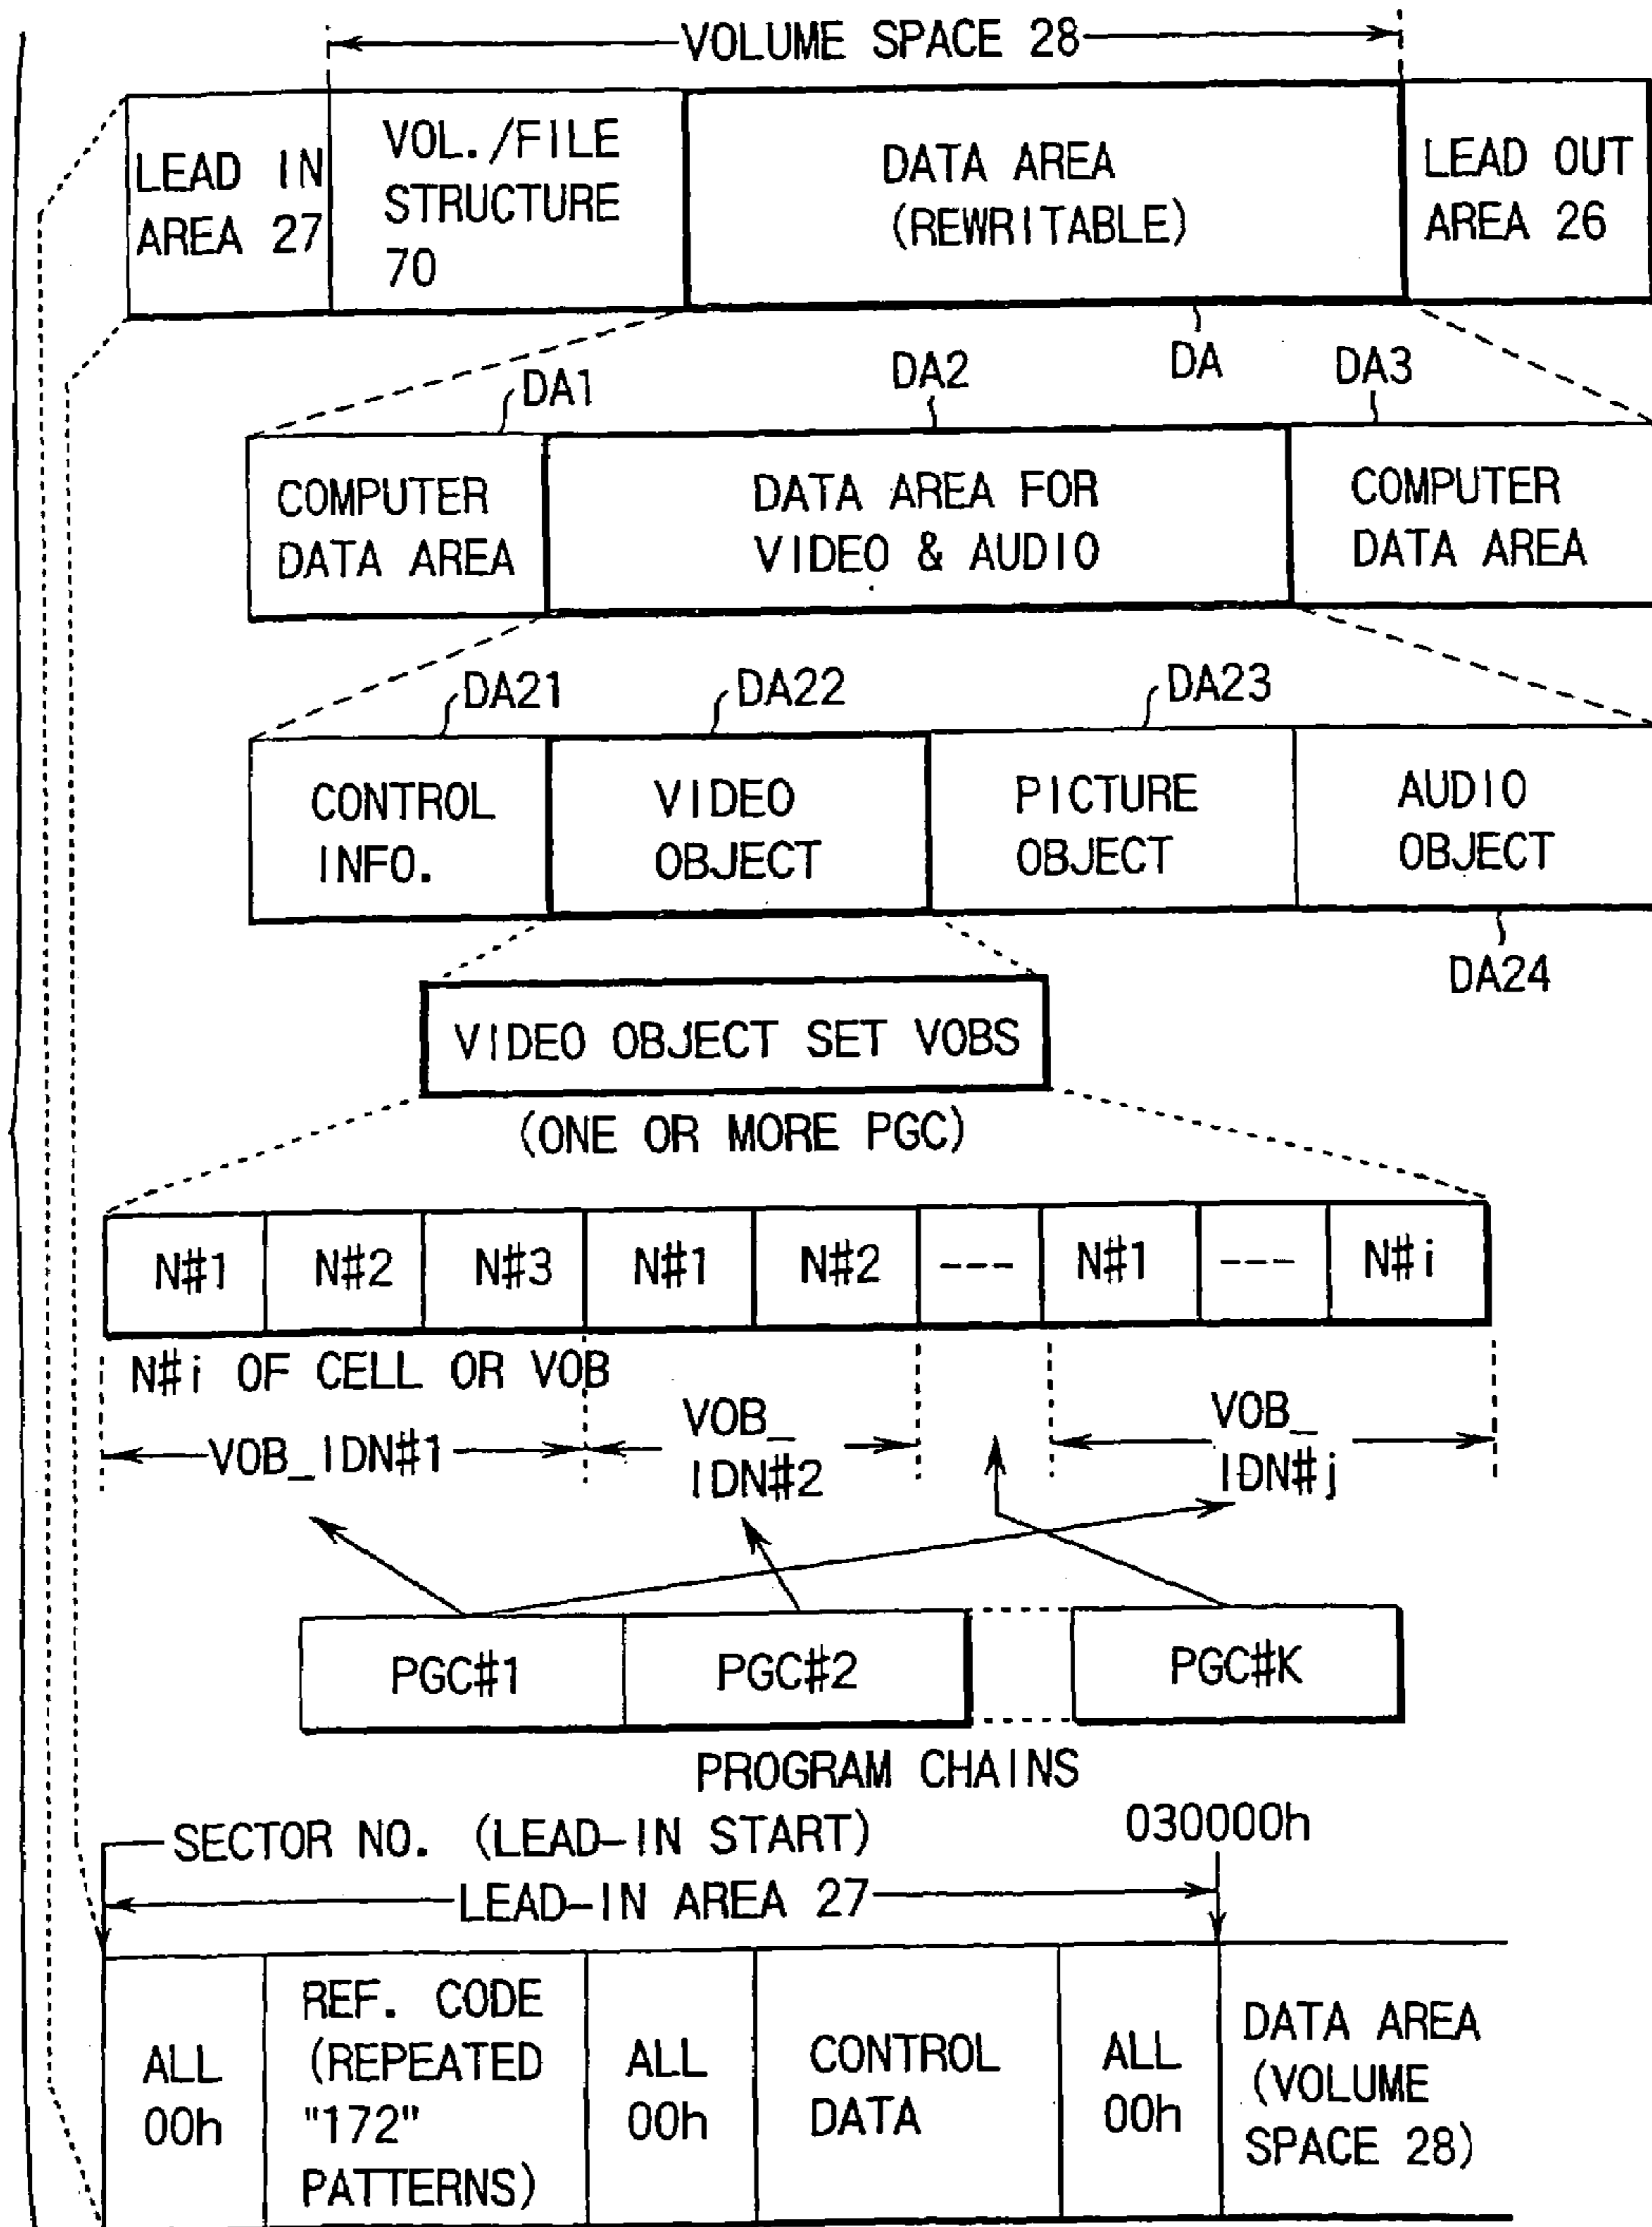 VOLUME SPACE 28
LEAD IN
AREA 27
VOL./FILE
STRUCTURE
70
DATA AREA
(REWRITABLE)
LEAD OUT
AREA 26
DA1
DA2
DA
DA3
COMPUTER
DATA AREA
DATA AREA FOR
VIDEO & AUDIO
COMPUTER
DATA AREA
DA21
DA22
DA23
CONTROL
INFO.
VIDEO
OBJECT
PICTURE
OBJECT
AUDIO
OBJECT
DA24
VIDEO OBJECT SET VOBS
(ONE OR MORE PGC)
N#1
N#2
N#3
N#1
N#2
---
N#1
---
N#i
N#i OF CELL OR VOB
VOB_IDN#1
VOB_
IDN#2
VOB_
IDN#j
PGC#1
PGC#2
PGC#K
PROGRAM CHAINS
SECTOR NO. (LEAD-IN START)
030000h
LEAD-IN AREA 27
ALL
00h
REF. CODE
(REPEATED
"172"
PATTERNS)
ALL
00h
CONTROL
DATA
ALL
00h
DATA AREA
(VOLUME
SPACE 28)